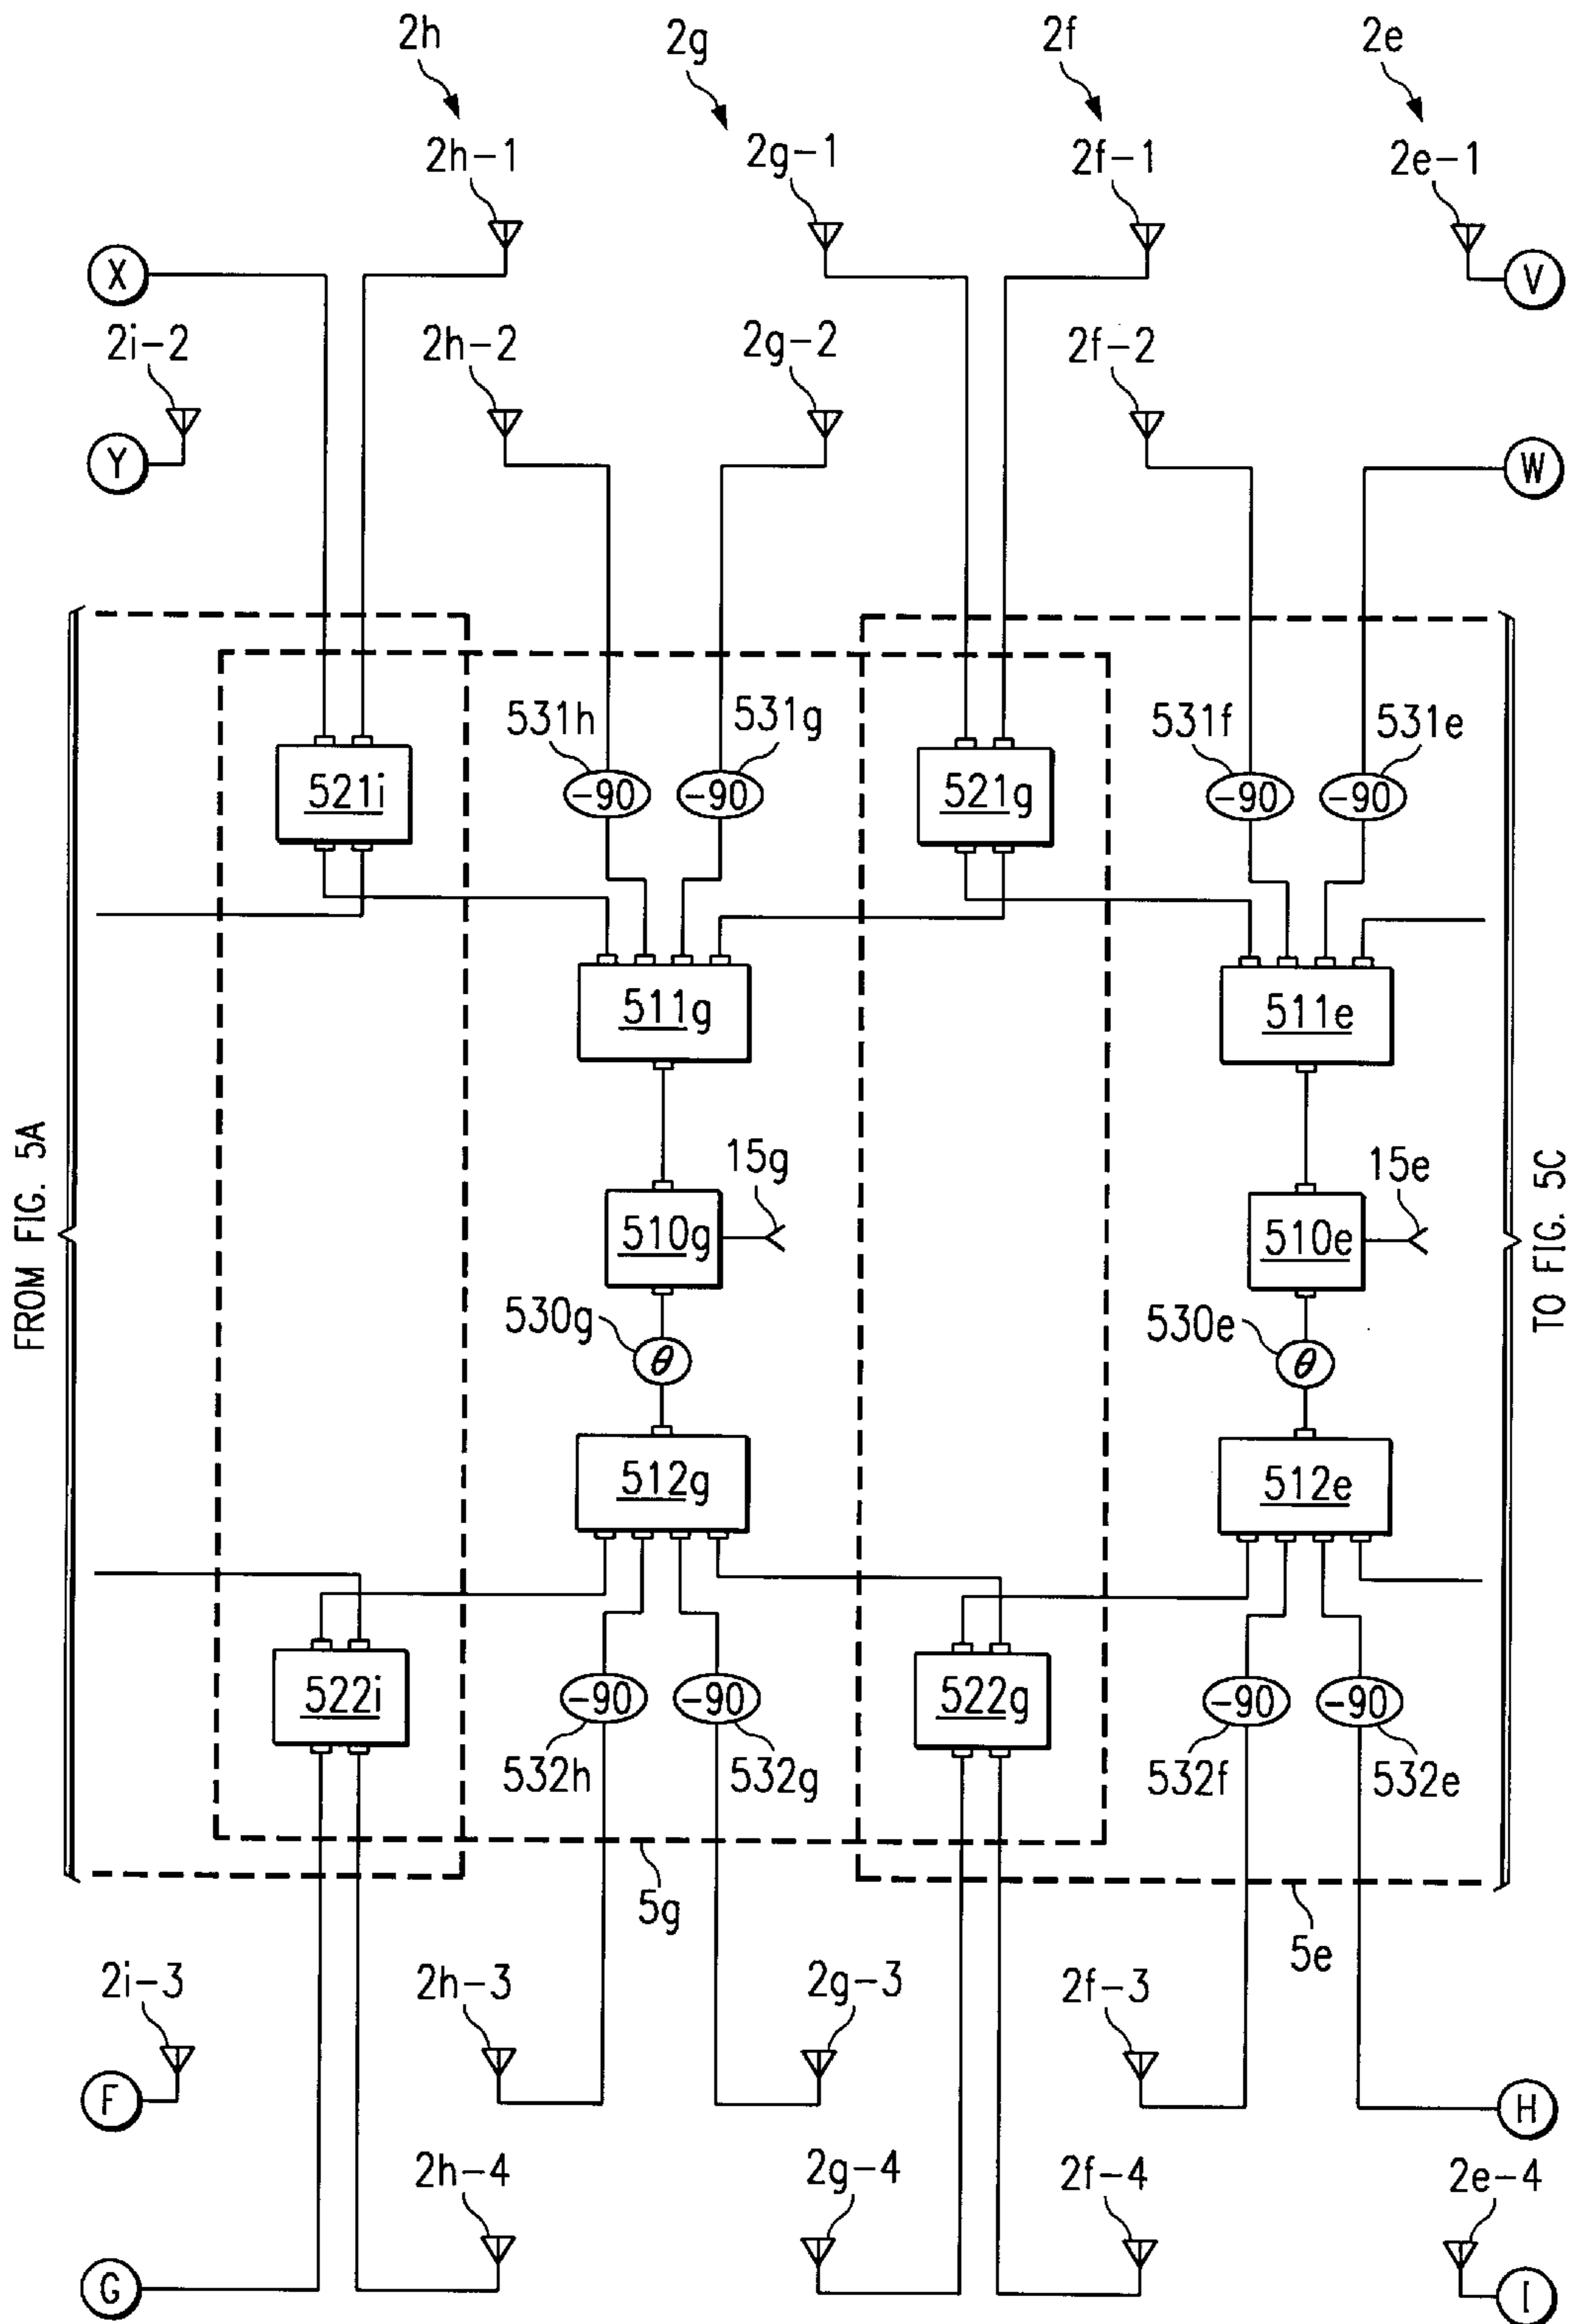 2h 2g 2f 2e
2h-1 2g-1 2f-1 2e-1
X V
2i-2 2h-2 2g-2 2f-2
Y W
531h 531g 531f 531e
521i -90 -90 521g -90 -90
511g 511e
FROM FIG. 5A
TO FIG. 5C
15g 15e
510g 510e
530g 530e
θ θ
512g 512e
522i -90 -90 522g -90 -90
532h 532g 532f 532e
5g
5e
2i-3 2h-3 2g-3 2f-3
F H
2h-4 2g-4 2f-4 2e-4
G I